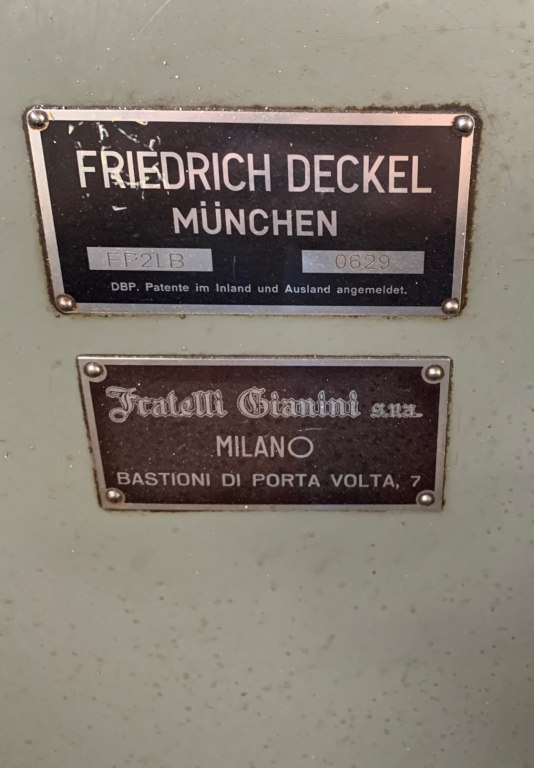 FRIEDRICH DECKEL
MÜNCHEN
FP2LB 0629
DBP. Patente im Inland und Ausland angemeldet.
Fratelli Gianini s.p.a.
MILANO
BASTIONI DI PORTA VOLTA, 7